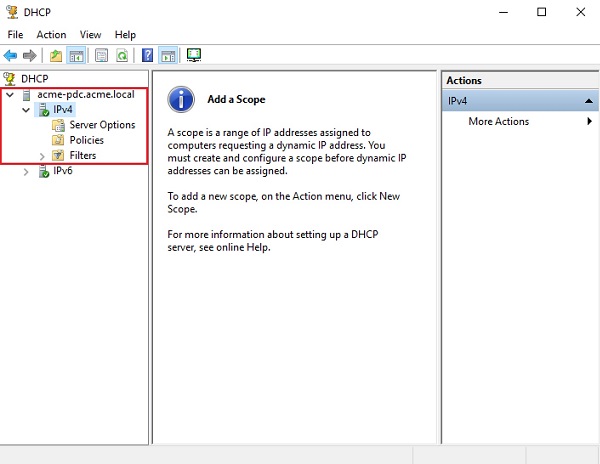 DHCP
File Action View Help
DHCP
acme-pdc.acme.local
IPv4
Server Options
Policies
Filters
IPv6
Add a Scope
A scope is a range of IP addresses assigned to
computers requesting a dynamic IP address. You
must create and configure a scope before dynamic IP
addresses can be assigned.
To add a new scope, on the Action menu, click New
Scope.
For more information about setting up a DHCP
server, see online Help.
Actions
IPv4
More Actions